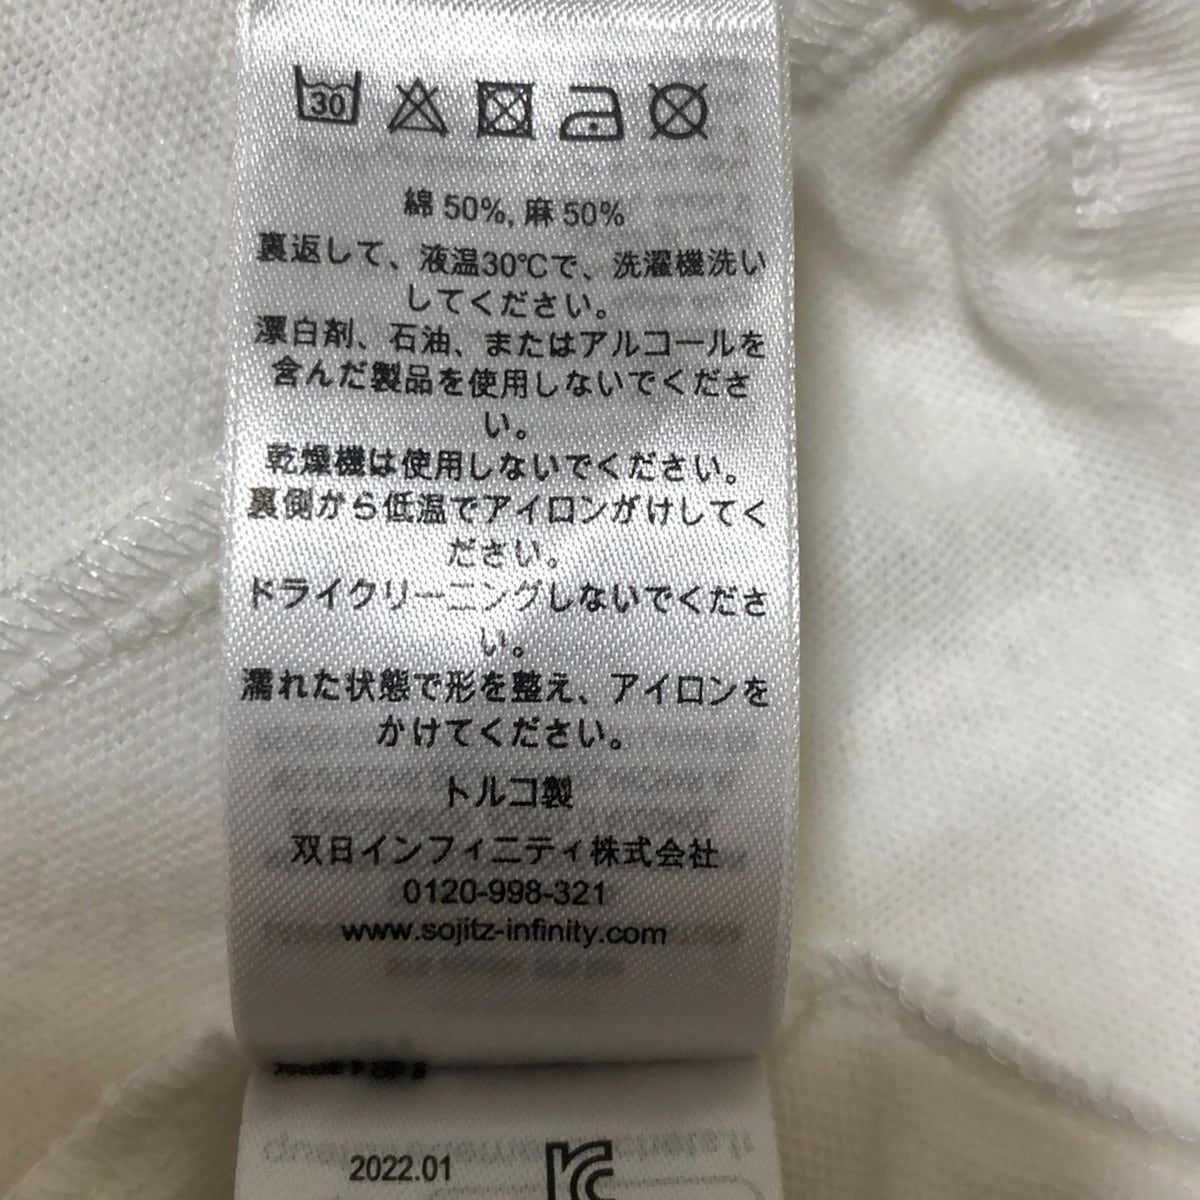 30
綿 50%, 麻 50%
裏返して、液温30℃で、洗濯機洗い
してください。
漂白剤、石油、またはアルコールを
含んだ製品を使用しないでくださ
い。
乾燥機は使用しないでください。
裏側から低温でアイロンがけしてく
ださい。
ドライクリーニングしないでくださ
い。
濡れた状態で形を整え、アイロンを
かけてください。
トルコ製
双日インフィニティ株式会社
0120-998-321
www.sojitz-infinity.com
2022.01